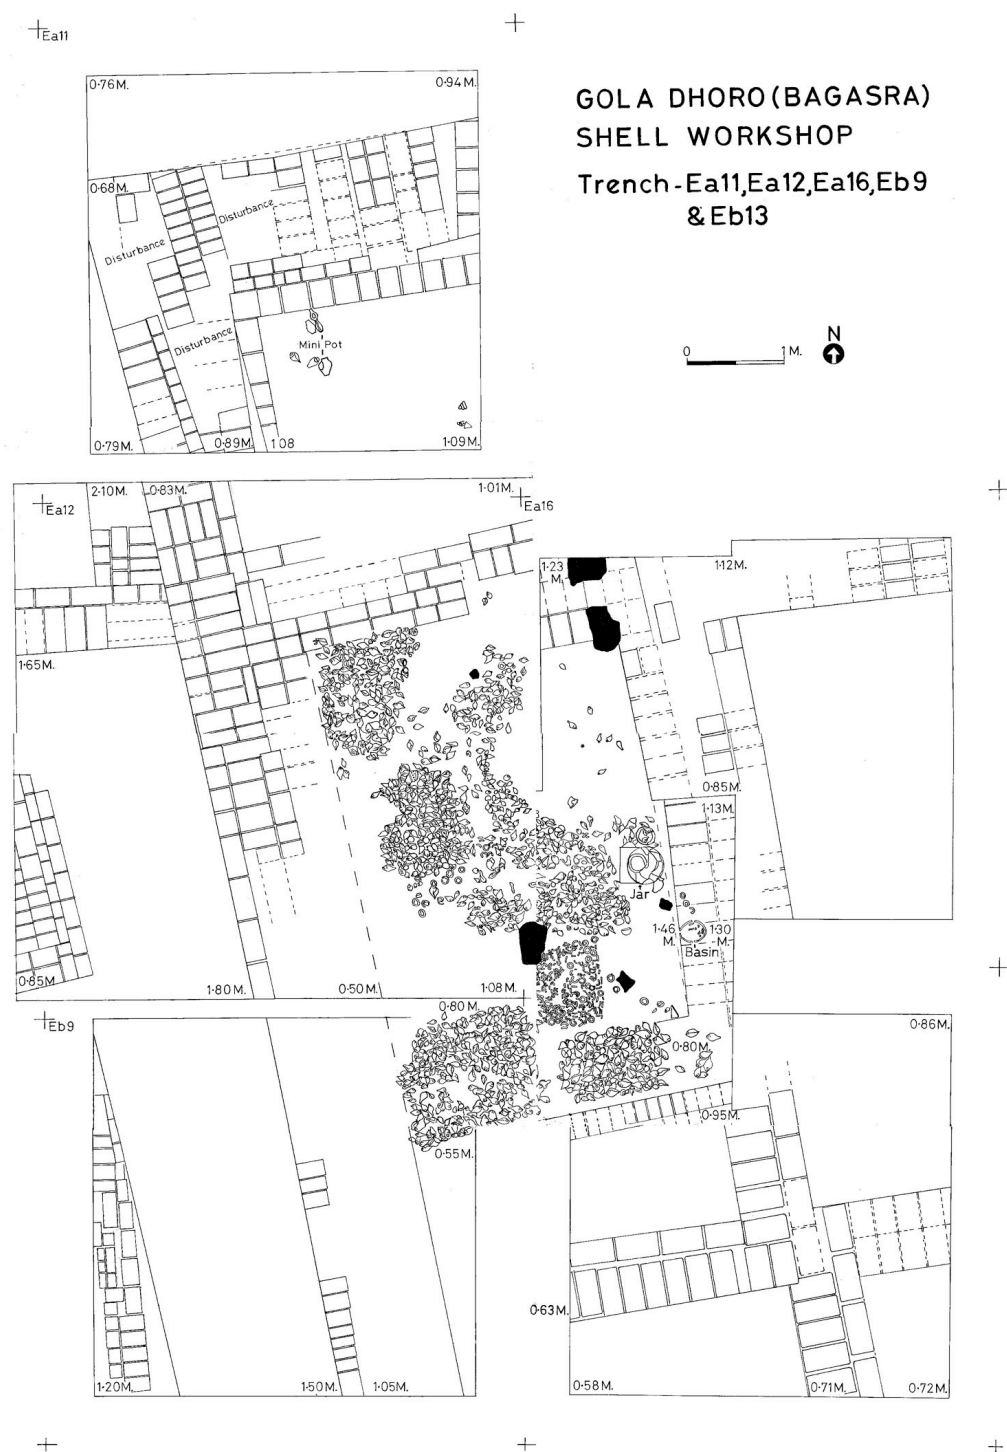 Ea11
GOLA DHORO (BAGASRA)
SHELL WORKSHOP
Trench-Ea11,Ea12,Ea16,Eb9
&Eb13
0·76M.
0·94M.
0·68M.
Disturbance
Disturbance
Disturbance
Mini Pot
0·79M.
0·89M.
1·08
1·09M.
0
1M.
N
Ea12
2·10M.
0·83M.
1·01M.
Ea16
1·65M.
1·23
M.
1·12M.
0·85M.
1·13M.
Jar
1·46
M.
1·30
M.
Basin
0·85M
1·80M.
0·50M.
1·08M.
0·80M.
Eb9
0·80M.
0·86M.
0·95M.
0·55M.
0·63M.
1·20M.
1·50M.
1·05M.
0·58M.
0·71M.
0·72M.